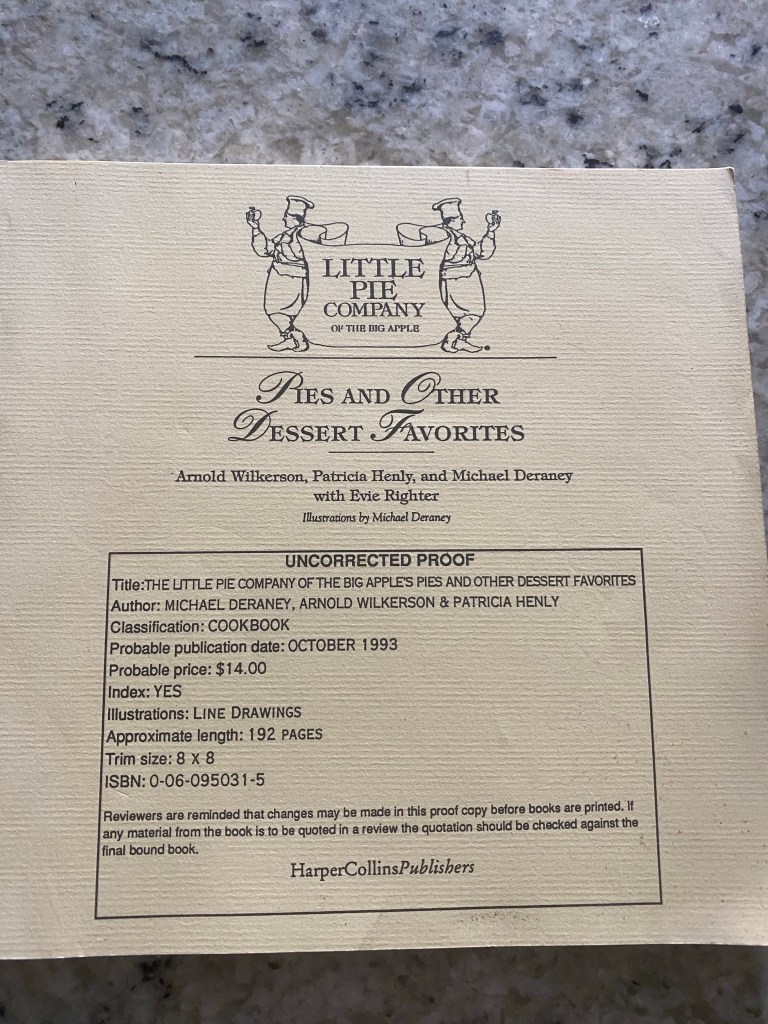 LITTLE
PIE
COMPANY
OF THE BIG APPLE
PIES AND OTHER
DESSERT FAVORITES
Arnold Wilkerson, Patricia Henly, and Michael Deraney
with Evie Righter
Illustrations by Michael Deraney
UNCORRECTED PROOF
Title:THE LITTLE PIE COMPANY OF THE BIG APPLE'S PIES AND OTHER DESSERT FAVORITES
Author: MICHAEL DERANEY, ARNOLD WILKERSON & PATRICIA HENLY
Classification: COOKBOOK
Probable publication date: OCTOBER 1993
Probable price: $14.00
Index: YES
Illustrations: LINE DRAWINGS
Approximate length: 192 PAGES
Trim size: 8 X 8
ISBN: 0-06-095031-5
Reviewers are reminded that changes may be made in this proof copy before books are printed. If
any material from the book is to be quoted in a review the quotation should be checked against the
final bound book.
HarperCollinsPublishers